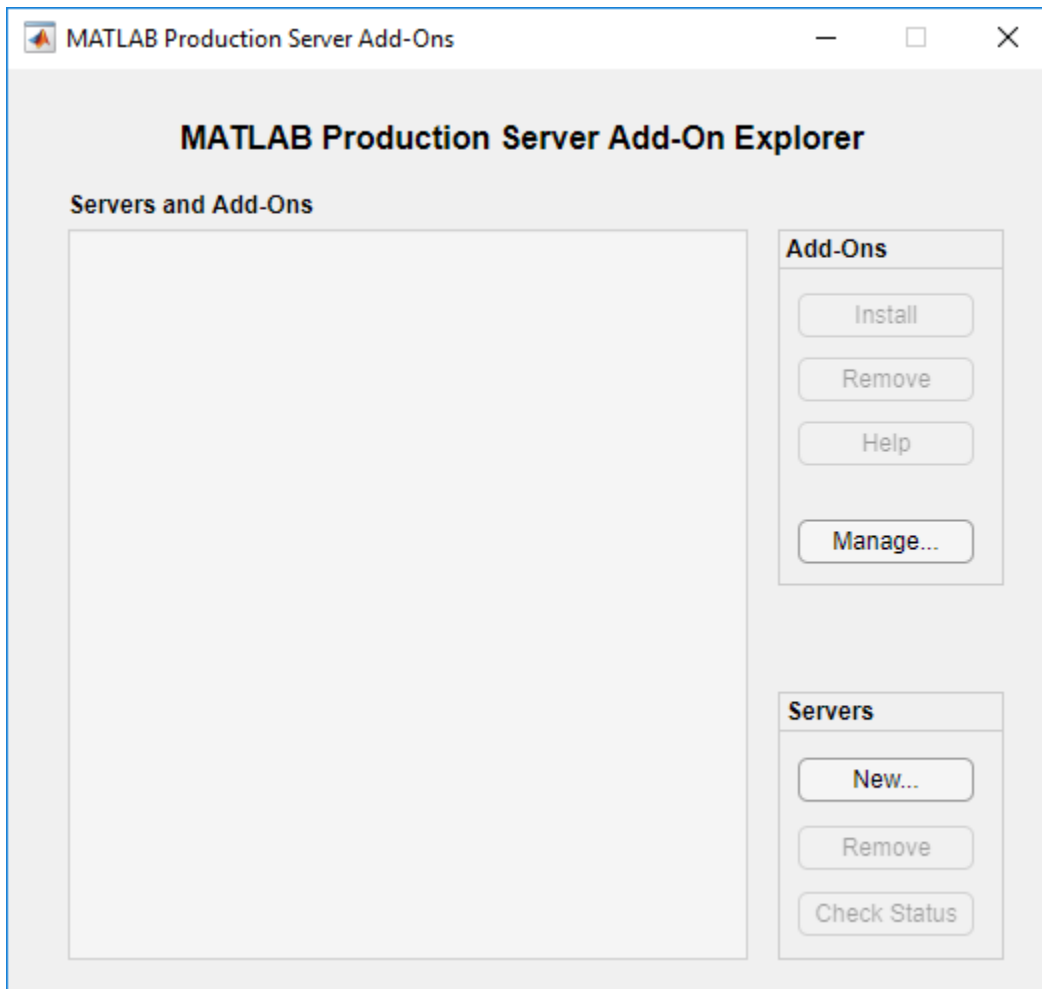 MATLAB Production Server Add-Ons
MATLAB Production Server Add-On Explorer
Servers and Add-Ons
Add-Ons
Install
Remove
Help
Manage...
Servers
New...
Remove
Check Status